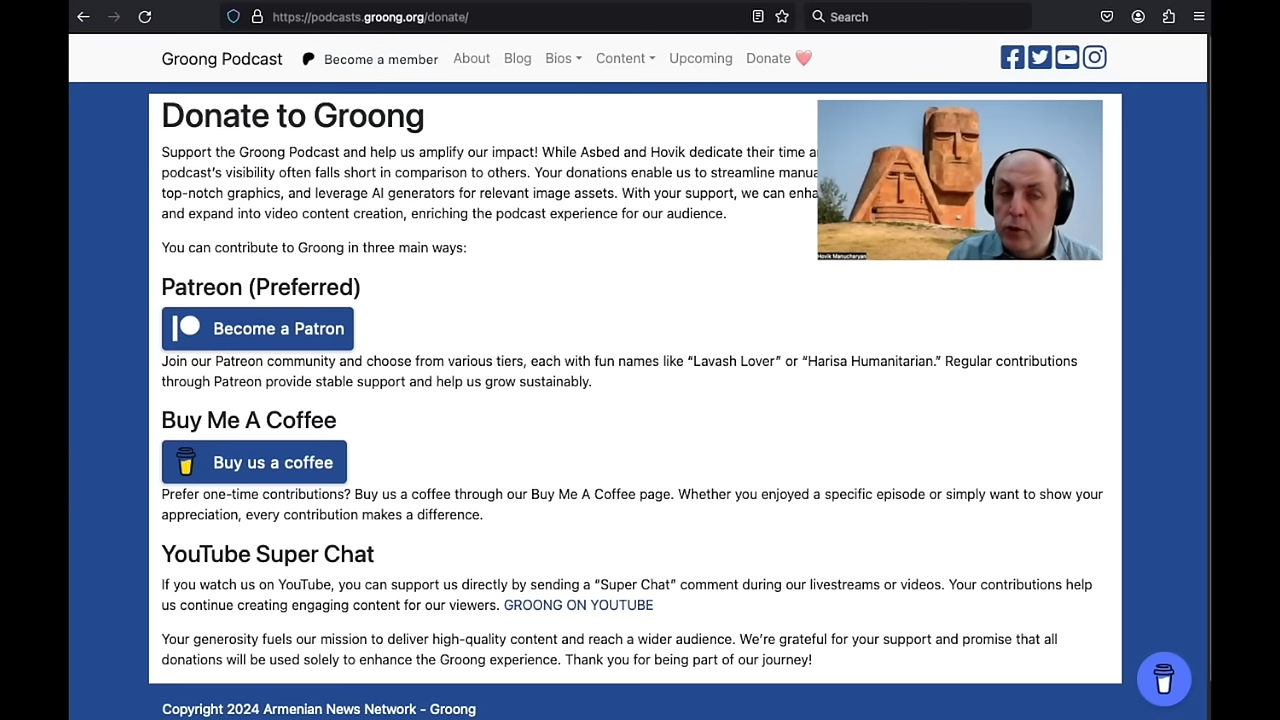 https://podcasts.groong.org/donate/
Search
Groong Podcast
Become a member
About
Blog
Bios
Content
Upcoming
Donate
Donate to Groong
Support the Groong Podcast and help us amplify our impact! While Asbed and Hovik dedicate their time
podcast's visibility often falls short in comparison to others. Your donations enable us to streamline
top-notch graphics, and leverage AI generators for relevant image assets. With your support, we can
and expand into video content creation, enriching the podcast experience for our audience.
Hovik Manucharyan
You can contribute to Groong in three main ways:
Patreon (Preferred)
Become a Patron
Join our Patreon community and choose from various tiers, each with fun names like “Lavash Lover” or “Harisa Humanitarian.” Regular contributions
through Patreon provide stable support and help us grow sustainably.
Buy Me A Coffee
Buy us a coffee
Prefer one-time contributions? Buy us a coffee through our Buy Me A Coffee page. Whether you enjoyed a specific episode or simply want to show your
appreciation, every contribution makes a difference.
YouTube Super Chat
If you watch us on YouTube, you can support us directly by sending a “Super Chat” comment during our livestreams or videos. Your contributions help
us continue creating engaging content for our viewers. GROONG ON YOUTUBE
Your generosity fuels our mission to deliver high-quality content and reach a wider audience. We’re grateful for your support and promise that all
donations will be used solely to enhance the Groong experience. Thank you for being part of our journey!
Copyright 2024 Armenian News Network - Groong